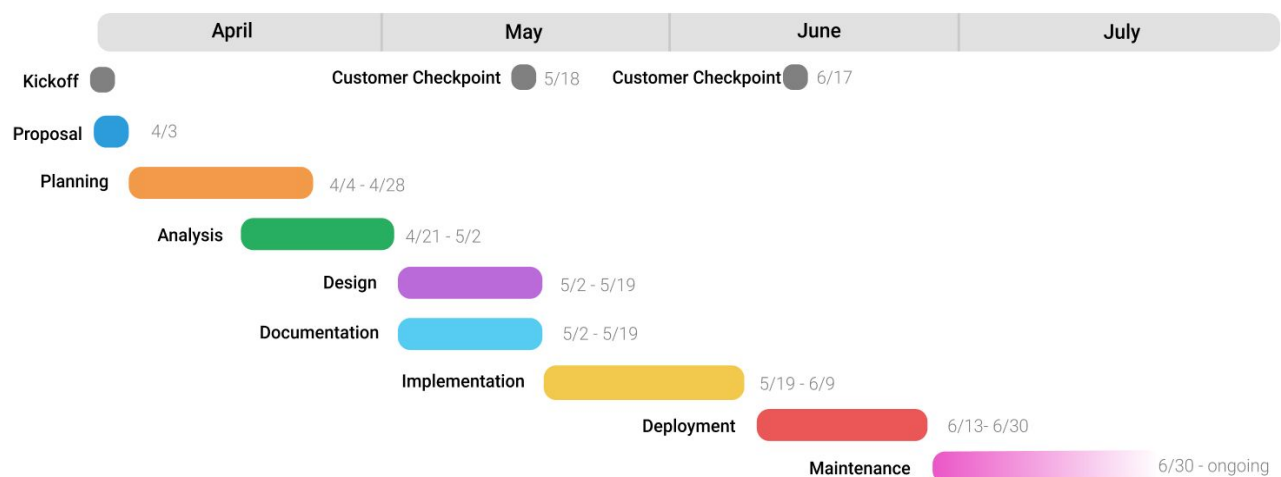 April May June July
Kickoff Customer Checkpoint 5/18 Customer Checkpoint 6/17
Proposal 4/3
Planning 4/4 - 4/28
Analysis 4/21 - 5/2
Design 5/2 - 5/19
Documentation 5/2 - 5/19
Implementation 5/19 - 6/9
Deployment 6/13- 6/30
Maintenance 6/30 - ongoing